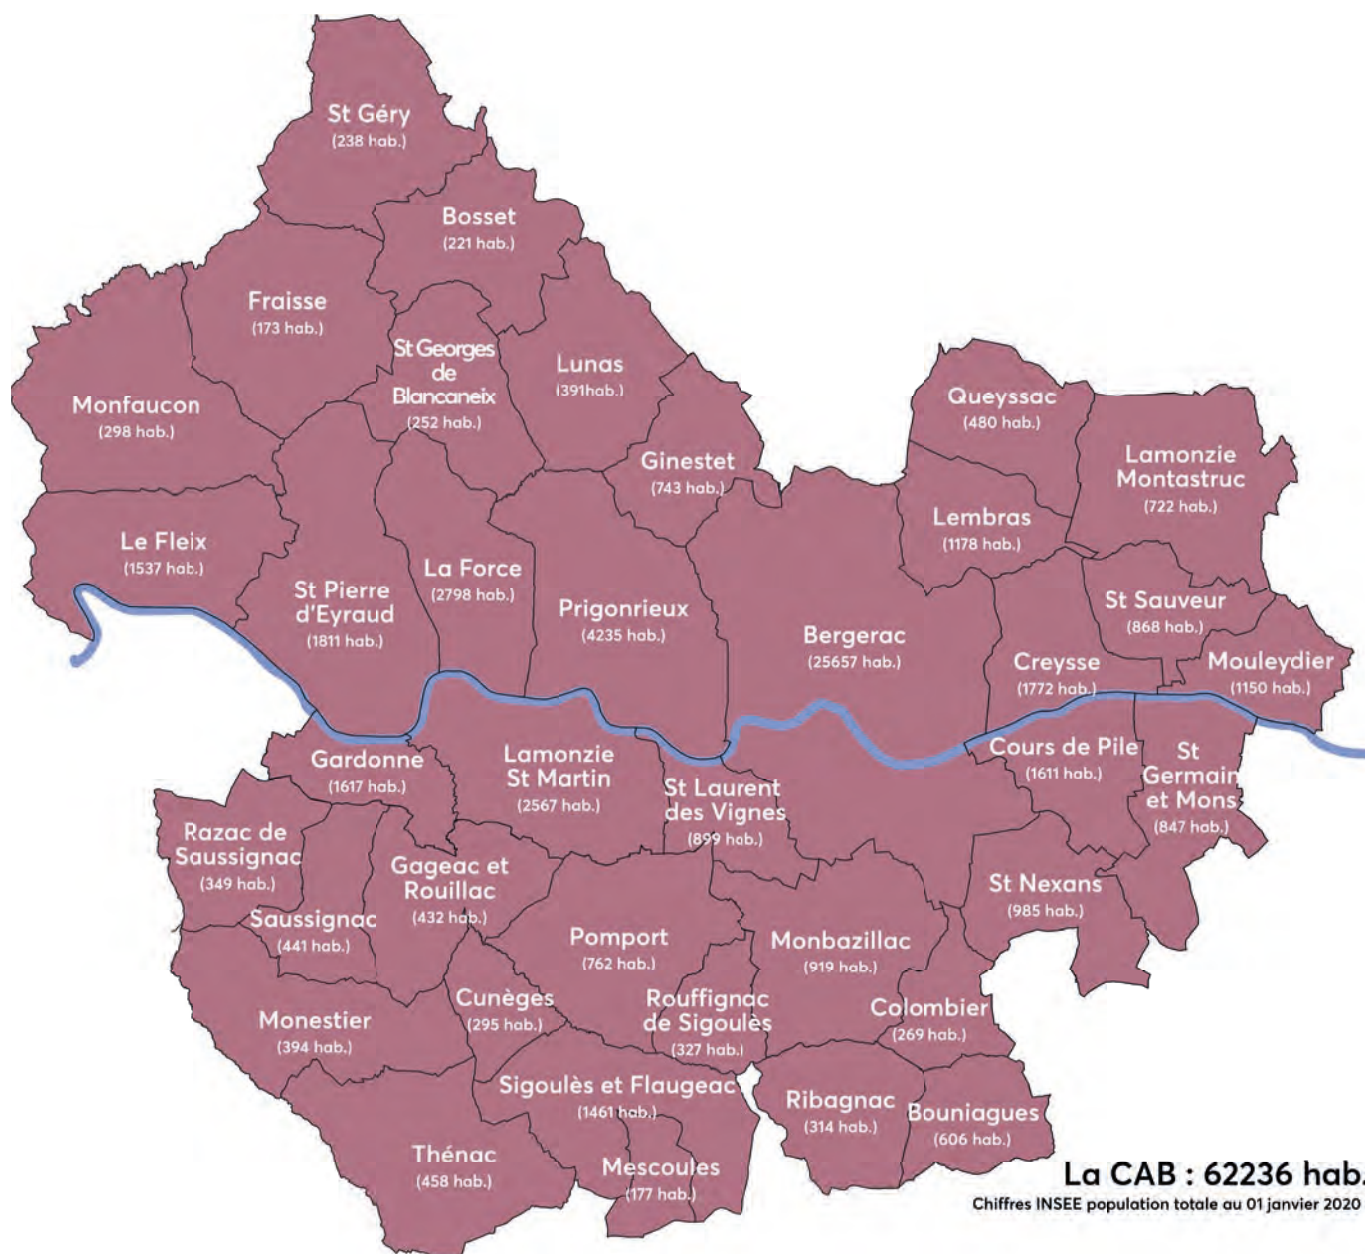 St Géry
(238 hab.)
Bosset
(221 hab.)
Fraisse
(173 hab.)
St Georges
de
Blancaneix
(252 hab.)
Lunas
(391hab.)
Monfaucon
(298 hab.)
Ginestet
(743 hab.)
Queyssac
(480 hab.)
Lamonzie
Montastruc
(722 hab.)
Lembras
(1178 hab.)
Le Fleix
(1537 hab.)
St Pierre
d'Eyraud
(1811 hab.)
La Force
(2798 hab.)
Prigonrieux
(4235 hab.)
Bergerac
(25657 hab.)
St Sauveur
(868 hab.)
Creysse
(1772 hab.)
Mouleydier
(1150 hab.)
Gardonne
(1617 hab.)
Lamonzie
St Martin
(2567 hab.)
St Laurent
des Vignes
(899 hab.)
Cours de Pile
(1611 hab.)
St
Germain
et Mons
(847 hab.)
Razac de
Saussignac
(349 hab.)
Saussignac
(441 hab.)
Gageac et
Rouillac
(432 hab.)
Pomport
(762 hab.)
Monbazillac
(919 hab.)
St Nexans
(985 hab.)
Monestier
(394 hab.)
Cunèges
(295 hab.)
Rouffignac
de Sigoulès
(327 hab.)
Colombier
(269 hab.)
Sigoulès et Flaugeac
(1461 hab.)
Ribagnac
(314 hab.)
Bouniagues
(606 hab.)
Thénac
(458 hab.)
Mescoules
(177 hab.)
La CAB : 62236 hab.
Chiffres INSEE population totale au 01 janvier 2020